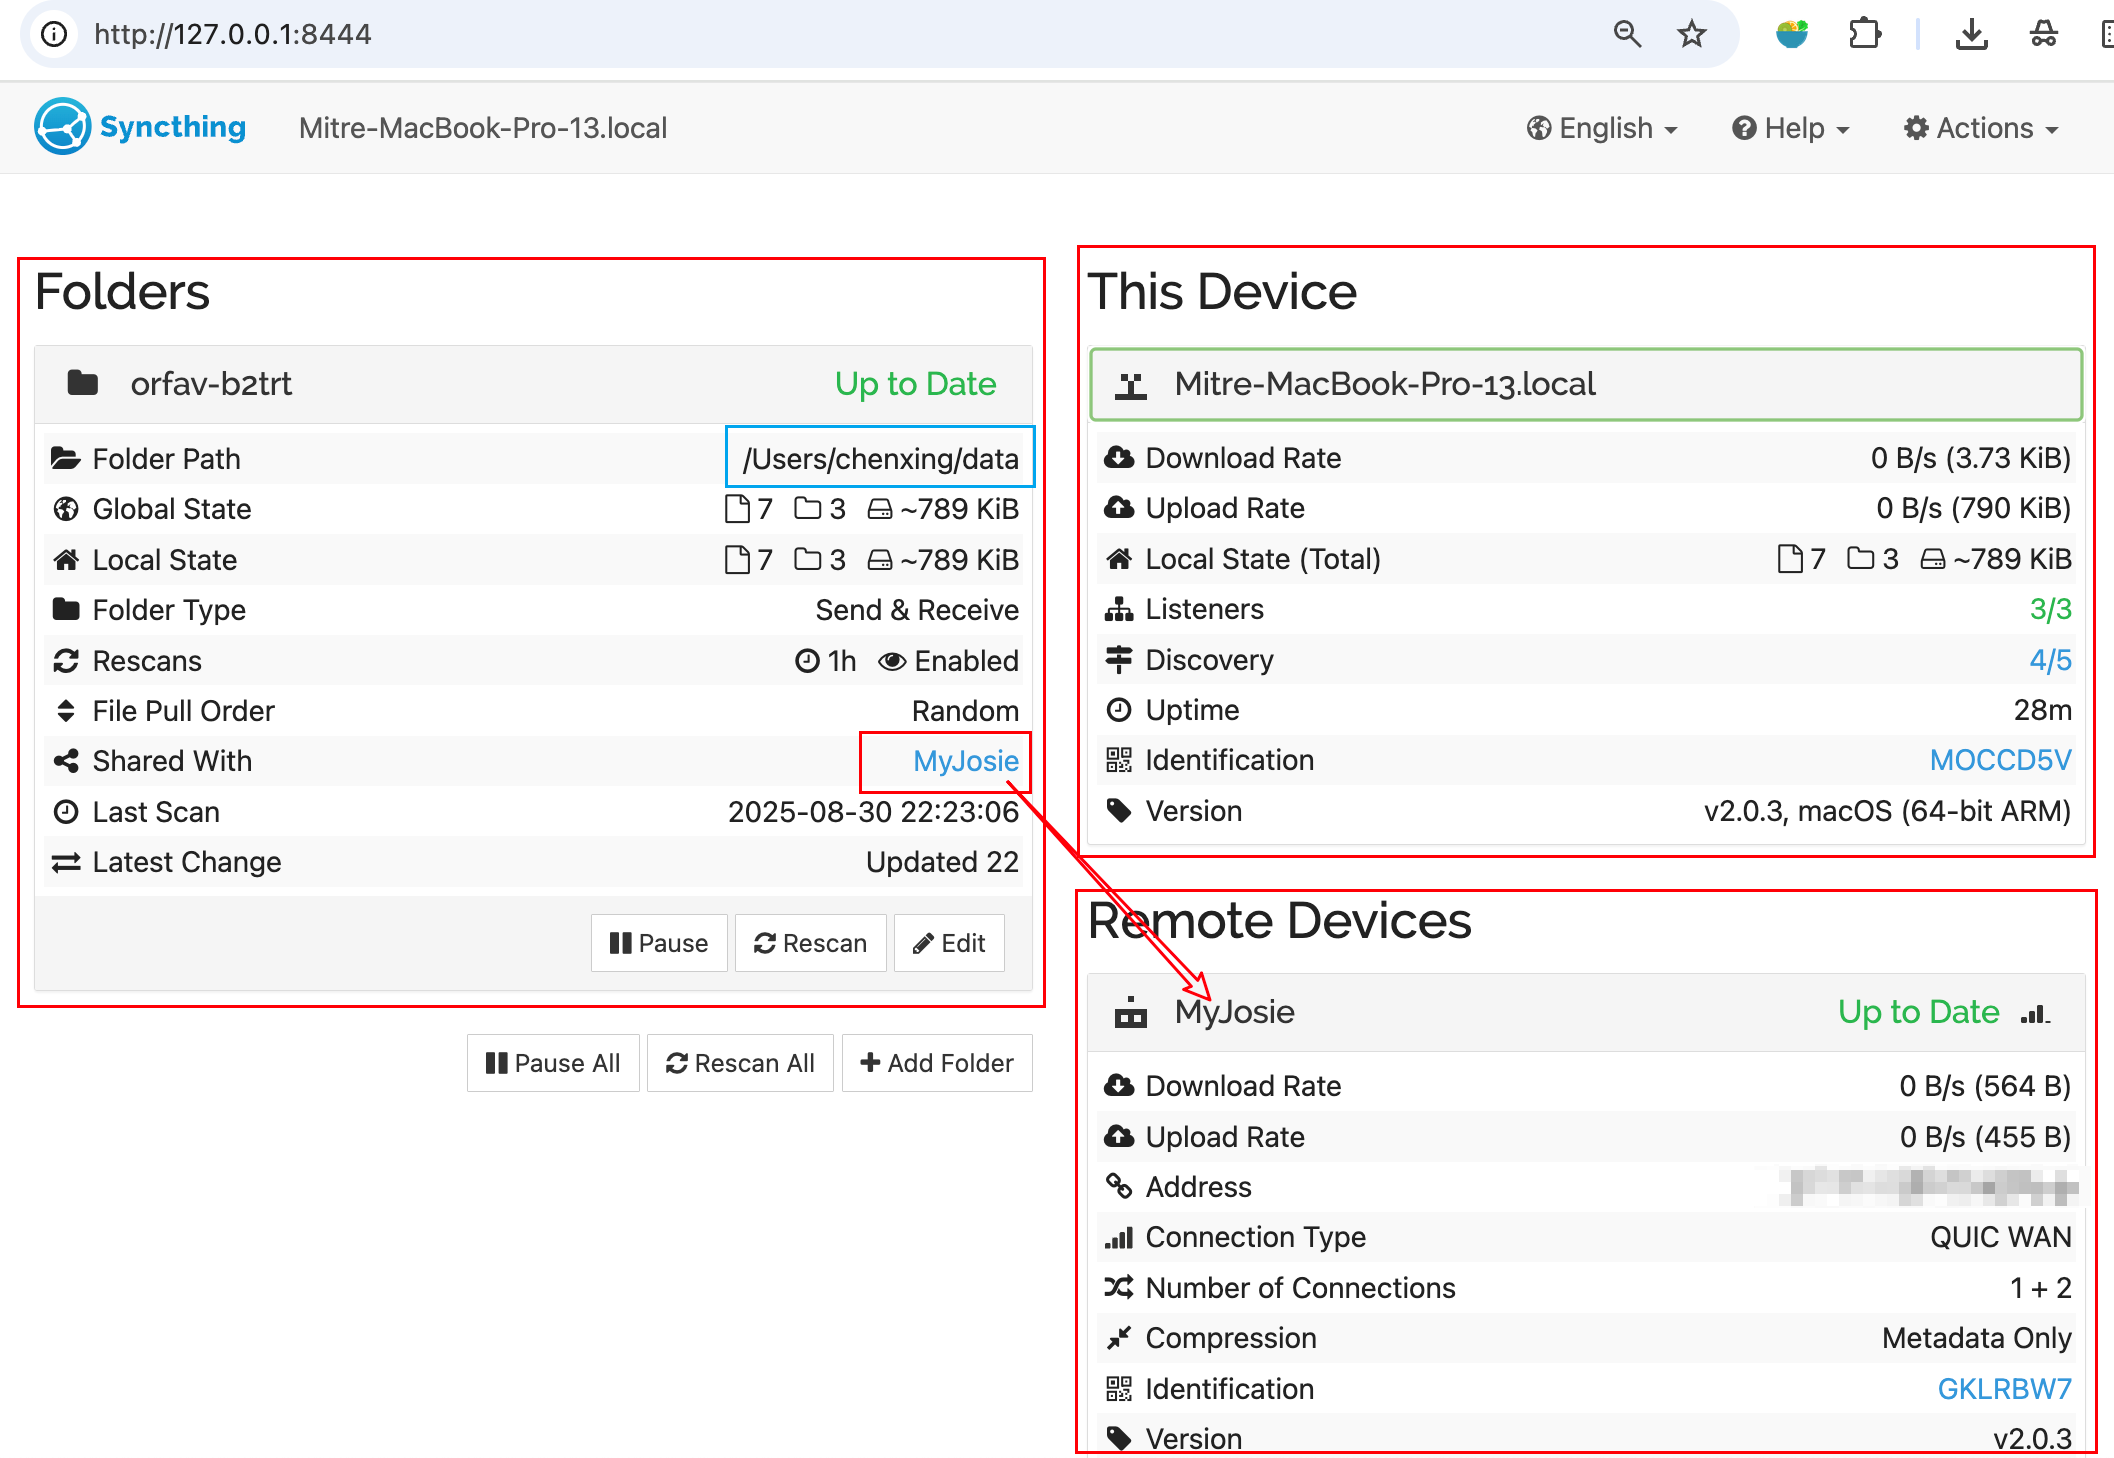 http://127.0.0.1:8444
Syncthing Mitre-MacBook-Pro-13.local English Help Actions
Folders
orfav-b2trt Up to Date
Folder Path /Users/chenxing/data
Global State 7 3 ~789 KiB
Local State 7 3 ~789 KiB
Folder Type Send & Receive
Rescans 1h Enabled
File Pull Order Random
Shared With MyJosie
Last Scan 2025-08-30 22:23:06
Latest Change Updated 22
Pause Rescan Edit
Pause All Rescan All Add Folder
This Device
Mitre-MacBook-Pro-13.local
Download Rate 0 B/s (3.73 KiB)
Upload Rate 0 B/s (790 KiB)
Local State (Total) 7 3 ~789 KiB
Listeners 3/3
Discovery 4/5
Uptime 28m
Identification MOCCD5V
Version v2.0.3, macOS (64-bit ARM)
Remote Devices
MyJosie Up to Date
Download Rate 0 B/s (564 B)
Upload Rate 0 B/s (455 B)
Address
Connection Type QUIC WAN
Number of Connections 1 + 2
Compression Metadata Only
Identification GKLRBW7
Version v2.0.3